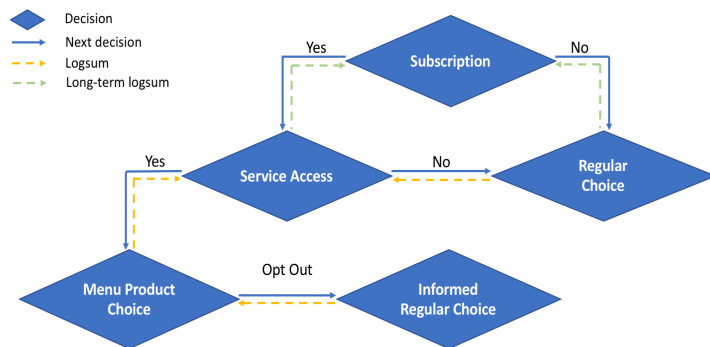 Decision
Next decision
Logsum
Long-term logsum
Yes
No
Subscription
Yes
No
Service Access
Regular
Choice
Opt Out
Menu Product
Choice
Informed
Regular Choice